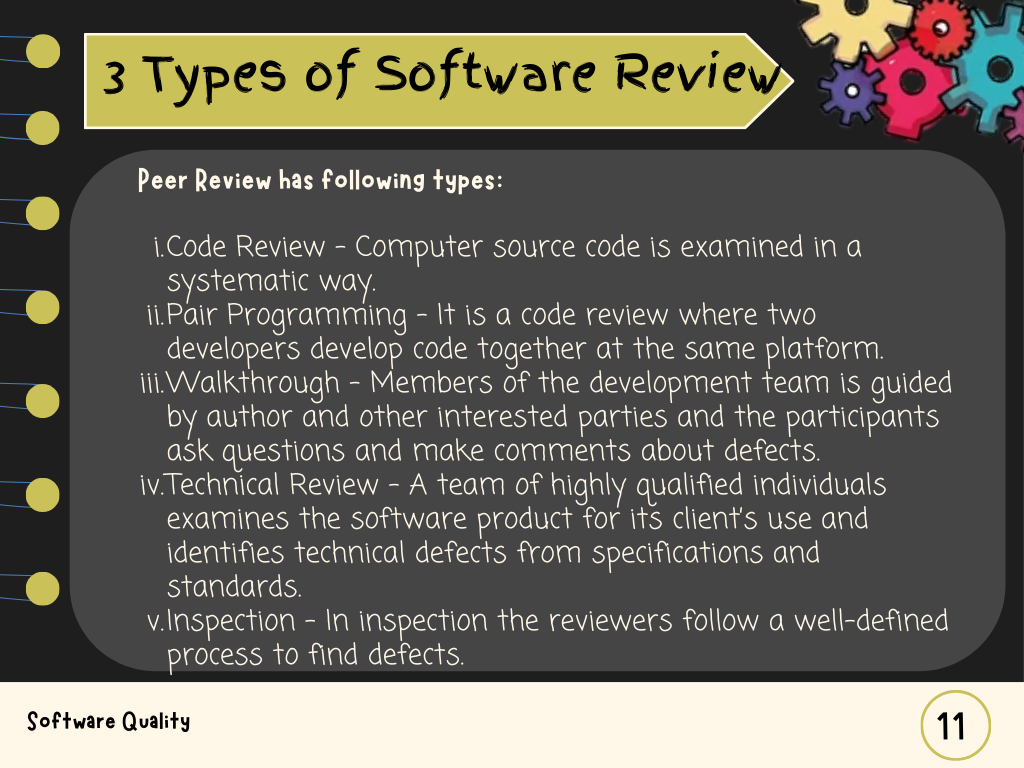 3 Types of Software Review
Peer Review has following types:
i. Code Review - Computer source code is examined in a
systematic way.
ii. Pair Programming - It is a code review where two
developers develop code together at the same platform.
iii. Walkthrough - Members of the development team is guided
by author and other interested parties and the participants
ask questions and make comments about defects.
iv. Technical Review - A team of highly qualified individuals
examines the software product for its client's use and
identifies technical defects from specifications and
standards.
v. Inspection - In inspection the reviewers follow a well-defined
process to find defects.
Software Quality
11